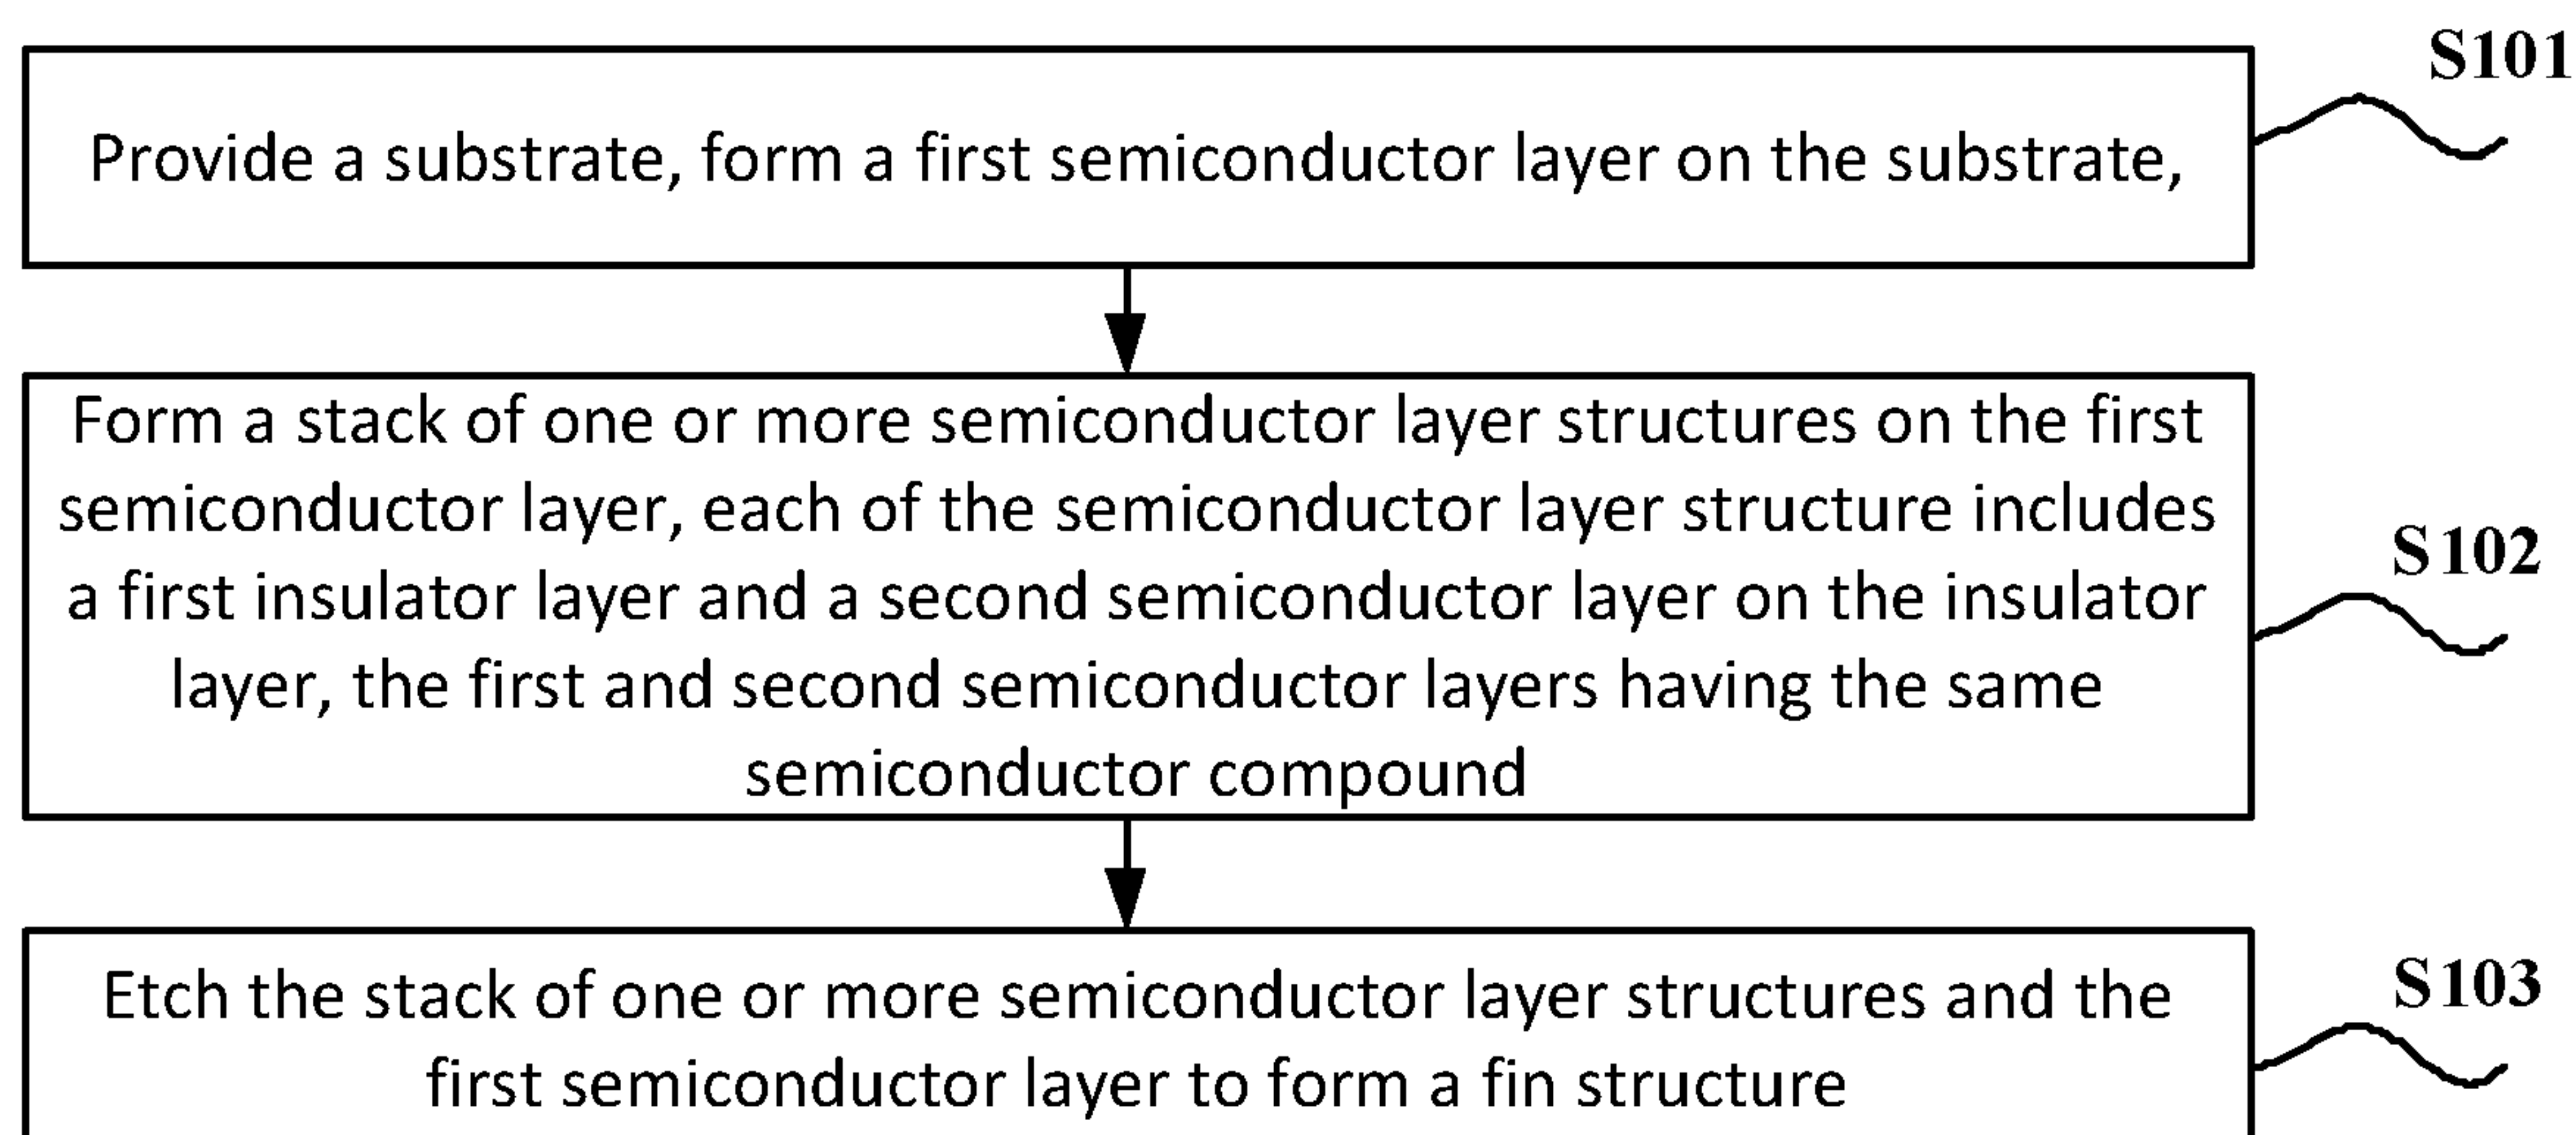 S101
Provide a substrate, form a first semiconductor layer on the substrate,
Form a stack of one or more semiconductor layer structures on the first
semiconductor layer, each of the semiconductor layer structure includes
a first insulator layer and a second semiconductor layer on the insulator
layer, the first and second semiconductor layers having the same
semiconductor compound
S102
Etch the stack of one or more semiconductor layer structures and the
first semiconductor layer to form a fin structure
S103